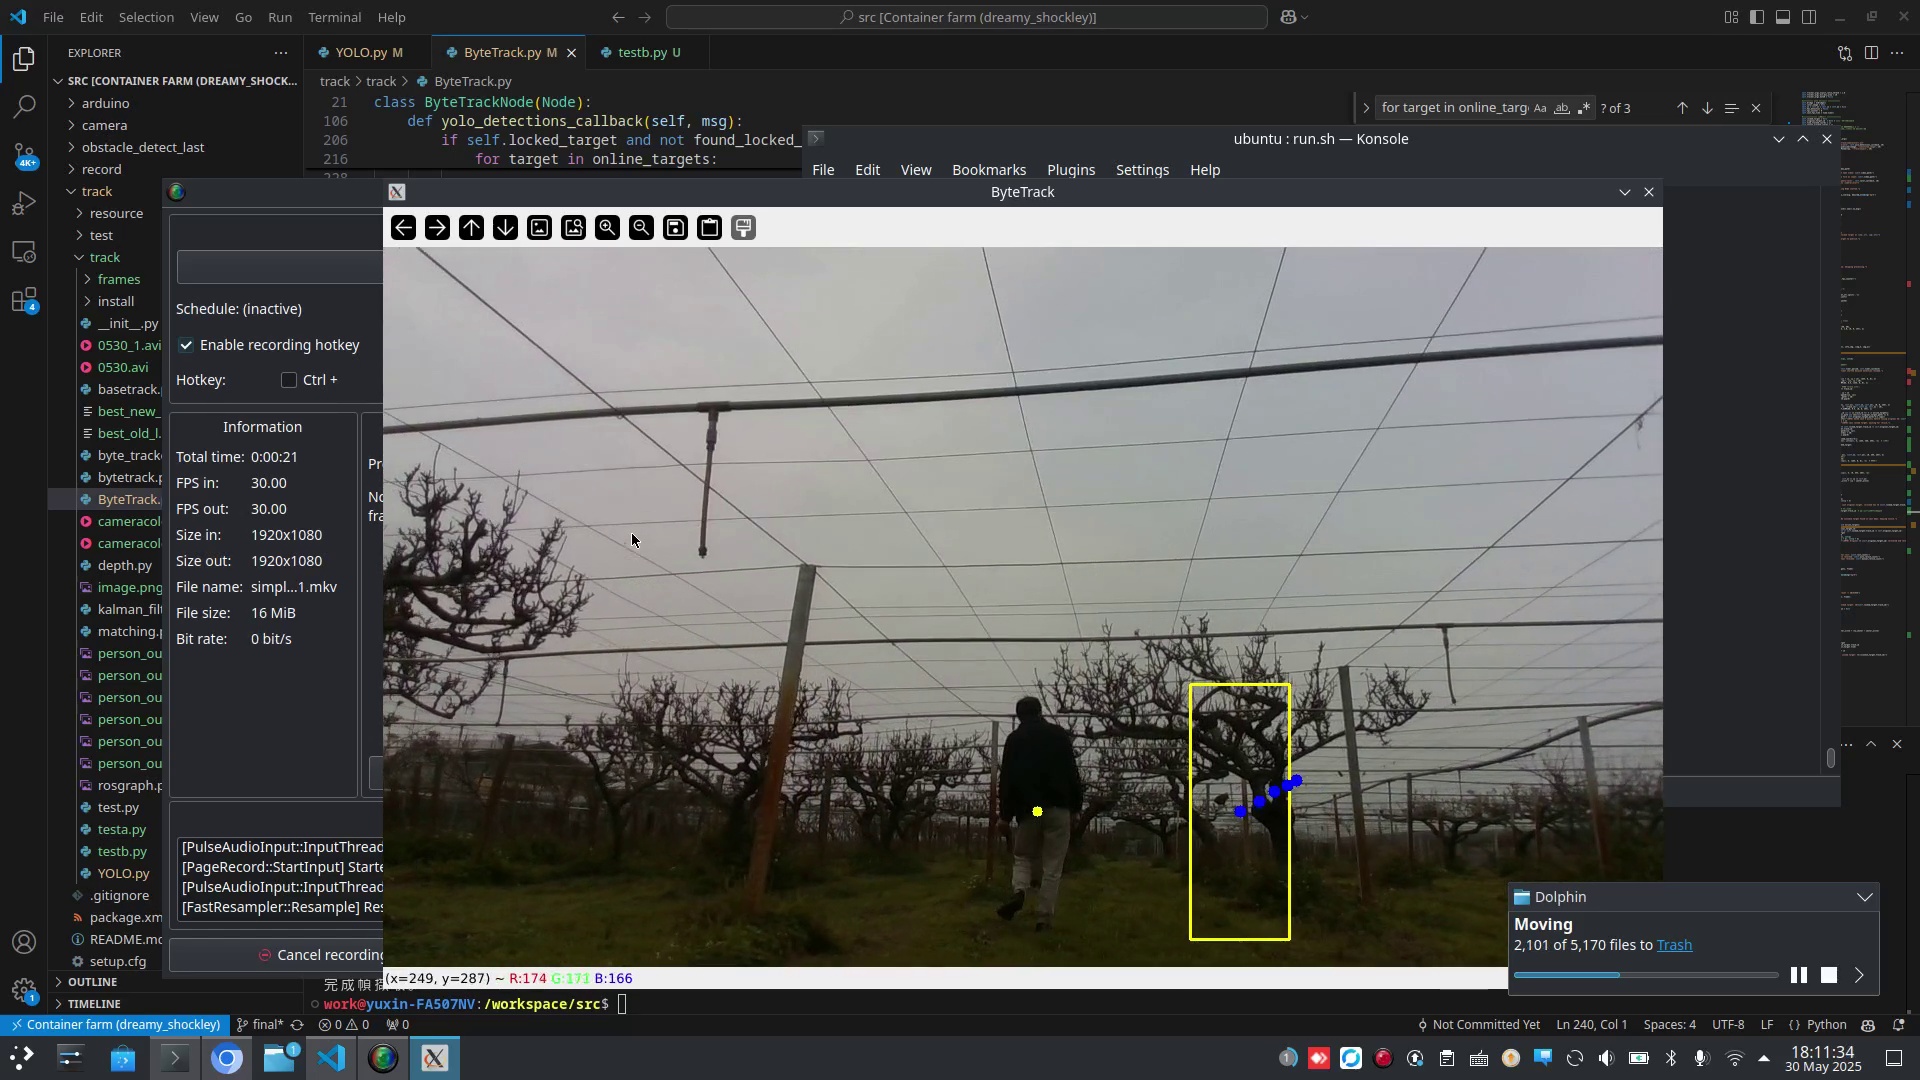 File Edit Selection View Go Run Terminal Help
src [Container farm (dreamy_shockley)]
EXPLORER
SRC [CONTAINER FARM (DREAMY_SHOCK...
arduino
camera
obstacle_detect_last
4K+
record
track
resource
test
track
frames
install
4
__init__.py
0530_1.avi
0530.avi
basetrack.
best_new_
best_old_l.
byte_track
bytetrack.p
ByteTrack.
cameracol
cameracol
depth.py
image.png
kalman_filt
matching.p
person_ou
person_ou
person_ou
person_ou
person_ou
person_ou
rosgraph.p
test.py
testa.py
testb.py
YOLO.py
.gitignore
package.xm
README.md
setup.cfg
OUTLINE
TIMELINE
1
YOLO.py M
ByteTrack.py M
testb.py U
track > track > ByteTrack.py
21 class ByteTrackNode(Node):
106 def yolo_detections_callback(self, msg):
206 if self.locked_target and not found_locked_
216 for target in online_targets:
228
for target in online_targ Aa ab ? of 3
ubuntu : run.sh — Konsole
File Edit View Bookmarks Plugins Settings Help
ByteTrack
Schedule: (inactive)
Enable recording hotkey
Hotkey: Ctrl +
Information
Total time: 0:00:21
FPS in: 30.00
FPS out: 30.00
Size in: 1920x1080
Size out: 1920x1080
File name: simpl...1.mkv
File size: 16 MiB
Bit rate: 0 bit/s
Pr
No
fra
[PulseAudioInput::InputThread
[PageRecord::StartInput] Starte
[PulseAudioInput::InputThread
[FastResampler::Resample] Res
Cancel recording
(x=249, y=287) ~ R:174 G:171 B:166
Dolphin
Moving
2,101 of 5,170 files to Trash
work@yuxin-FA507NV:/workspace/src$
Container farm (dreamy_shockley) final* 0 0 0
Not Committed Yet Ln 240, Col 1 Spaces: 4 UTF-8 LF {} Python
1
1
18:11:34
30 May 2025